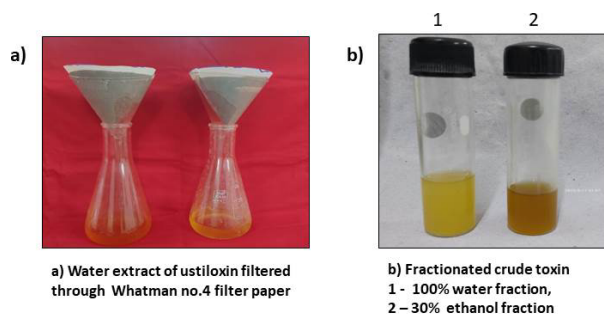 a)
b)
1 2
a) Water extract of ustiloxin filtered
through Whatman no.4 filter paper
b) Fractionated crude toxin
1 - 100% water fraction,
2 – 30% ethanol fraction